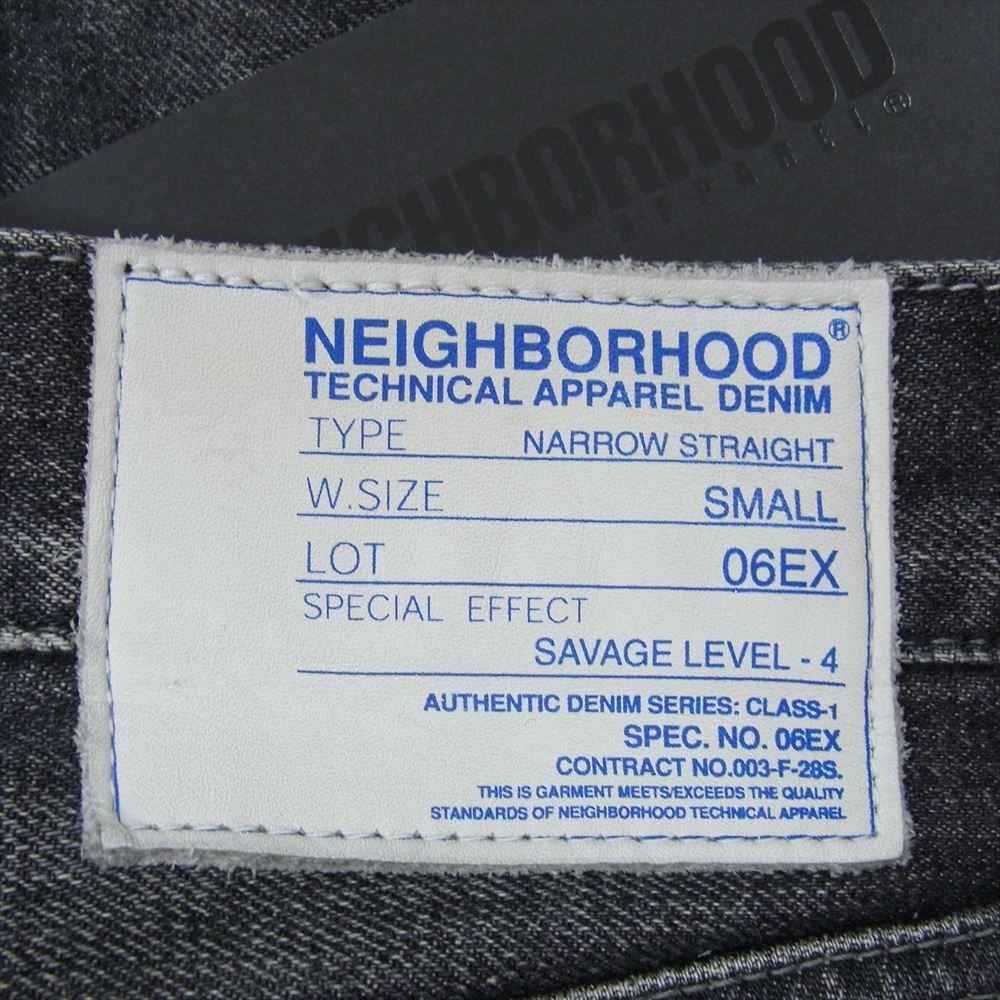 NEIGHBORHOOD
APPAREL®
NEIGHBORHOOD®
TECHNICAL APPAREL DENIM
TYPE NARROW STRAIGHT
W.SIZE SMALL
LOT 06EX
SPECIAL EFFECT
SAVAGE LEVEL - 4
AUTHENTIC DENIM SERIES: CLASS-1
SPEC. NO. 06EX
CONTRACT NO.003-F-28S.
THIS IS GARMENT MEETS/EXCEEDS THE QUALITY
STANDARDS OF NEIGHBORHOOD TECHNICAL APPAREL